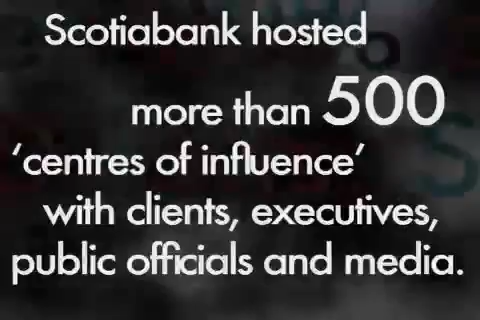 Scotiabank hosted
more than 500
‘centres of influence’
with clients, executives,
public officials and media.